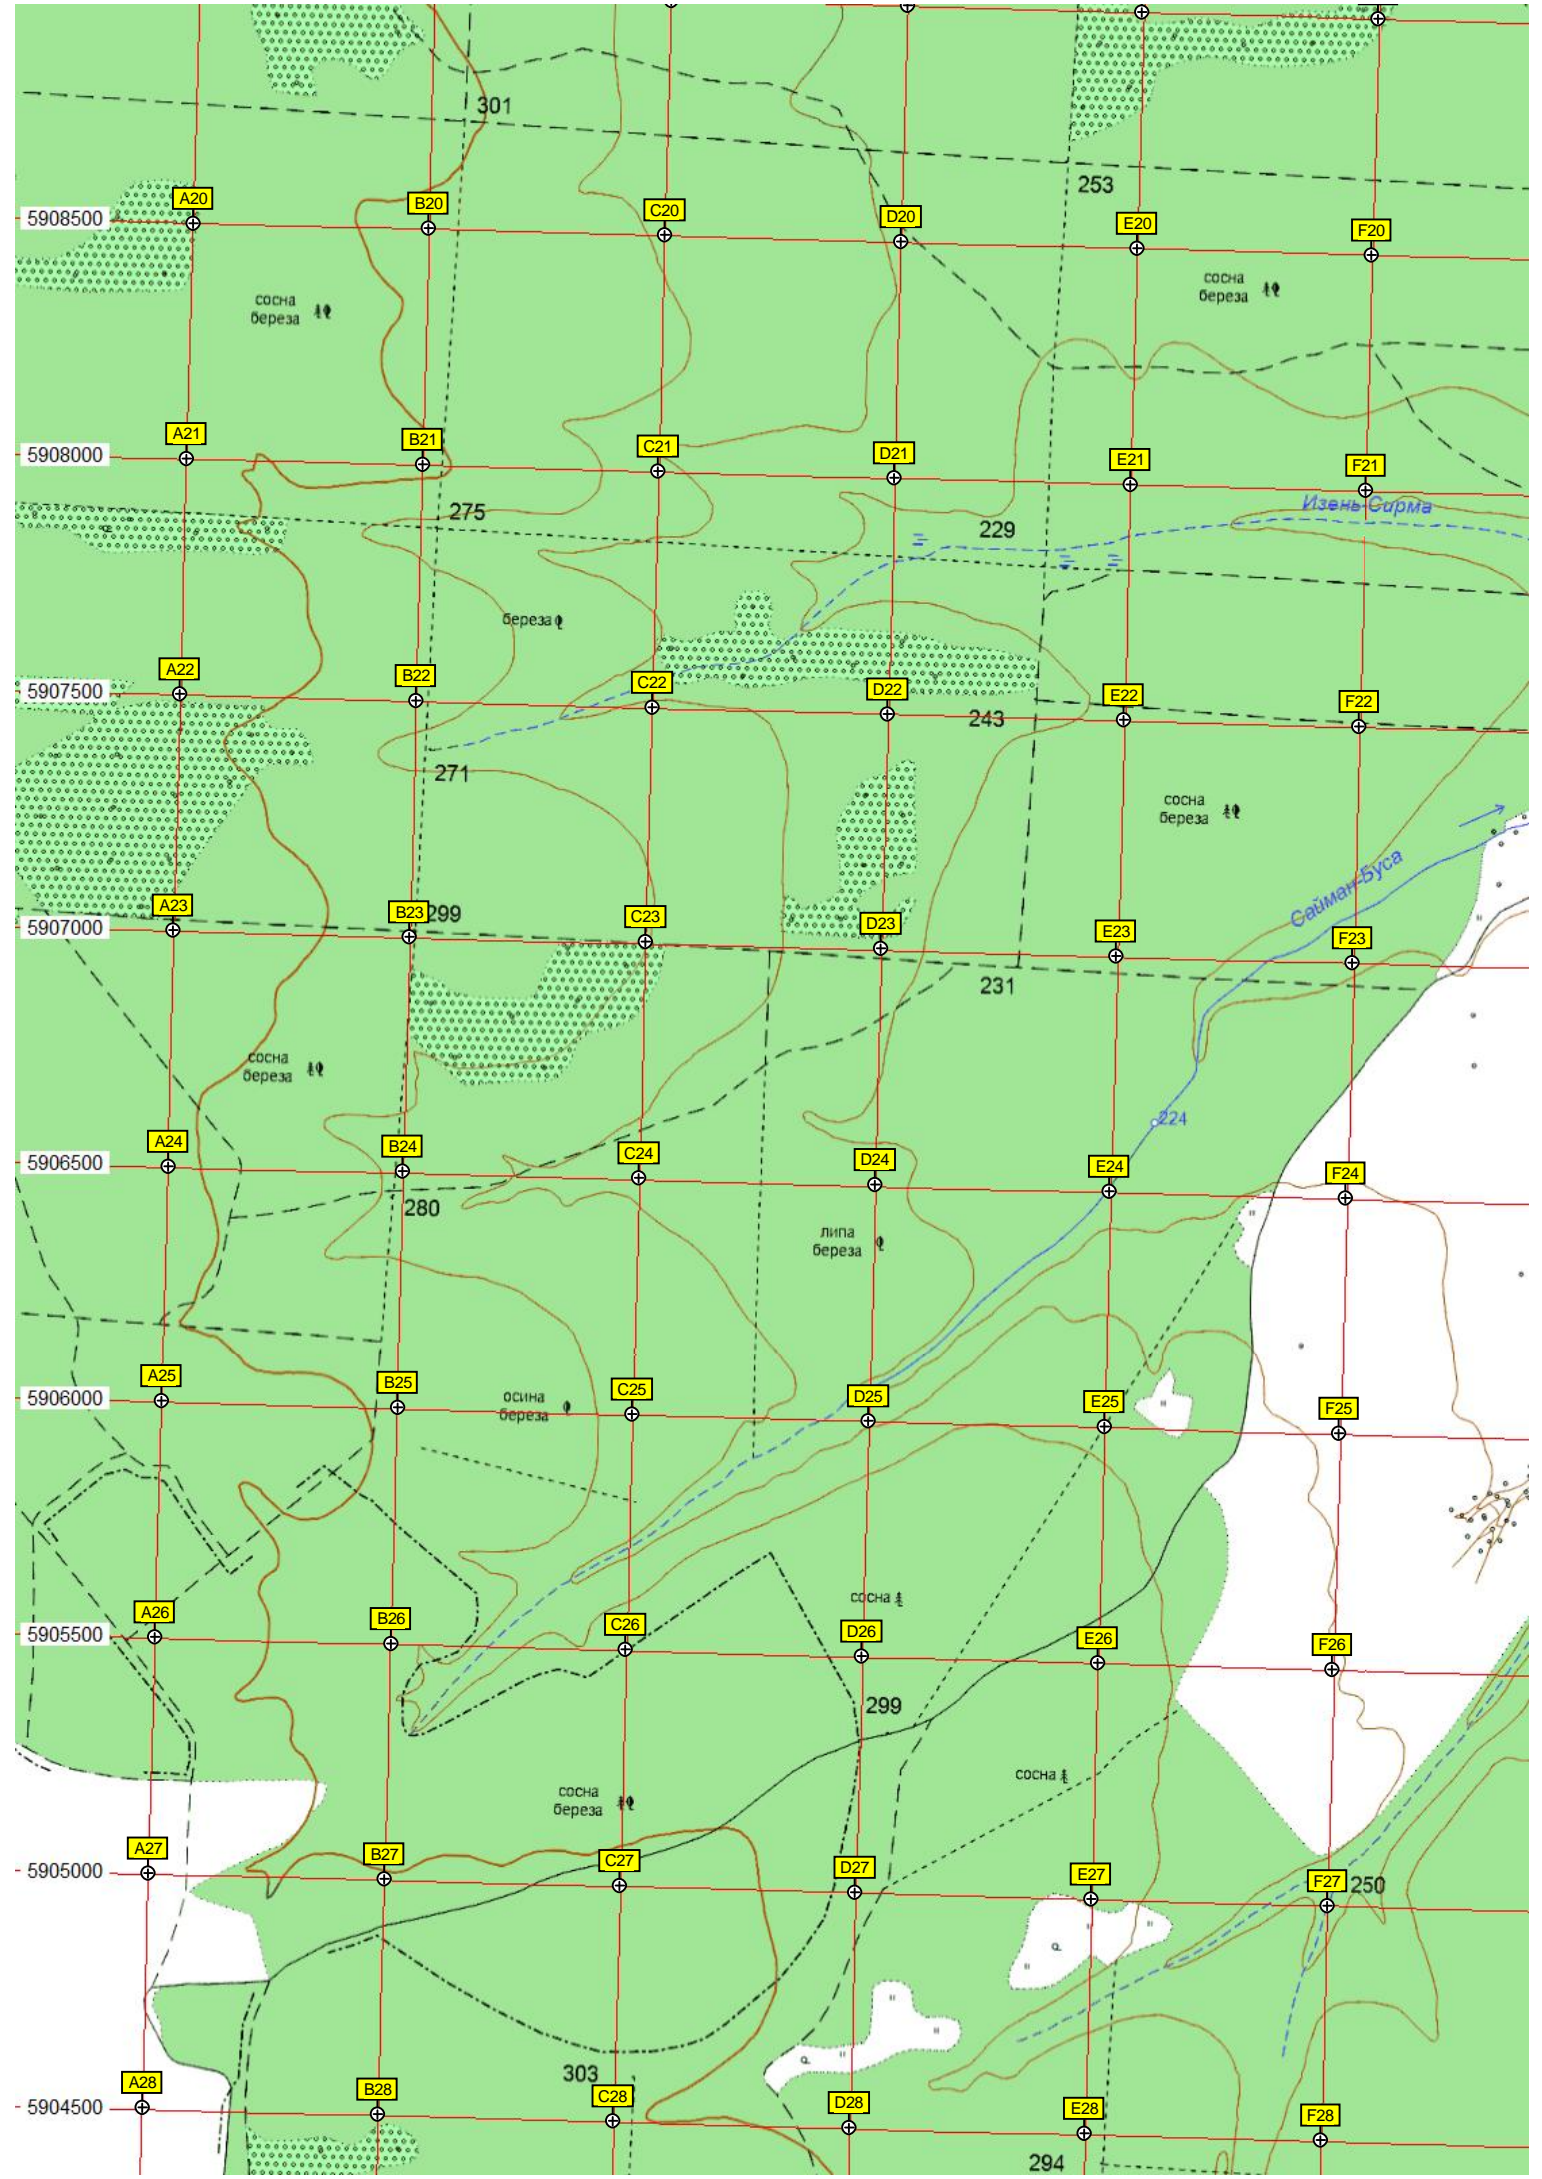 301
253
A20
B20
C20
D20
E20
F20
5908500
сосна
береза
сосна
береза
A21
B21
C21
D21
E21
F21
5908000
Изень-Сирма
275
229
береза
A22
B22
C22
D22
E22
F22
5907500
243
271
сосна
береза
Сайман-Буса
A23
B23
299
C23
D23
E23
F23
5907000
231
сосна
береза
224
A24
B24
C24
D24
E24
F24
5906500
280
липа
береза
A25
B25
C25
D25
E25
F25
5906000
осина
береза
сосна
A26
B26
C26
D26
E26
F26
5905500
299
сосна
сосна
береза
A27
B27
C27
D27
E27
F27
250
5905000
303
A28
B28
C28
D28
E28
F28
5904500
294